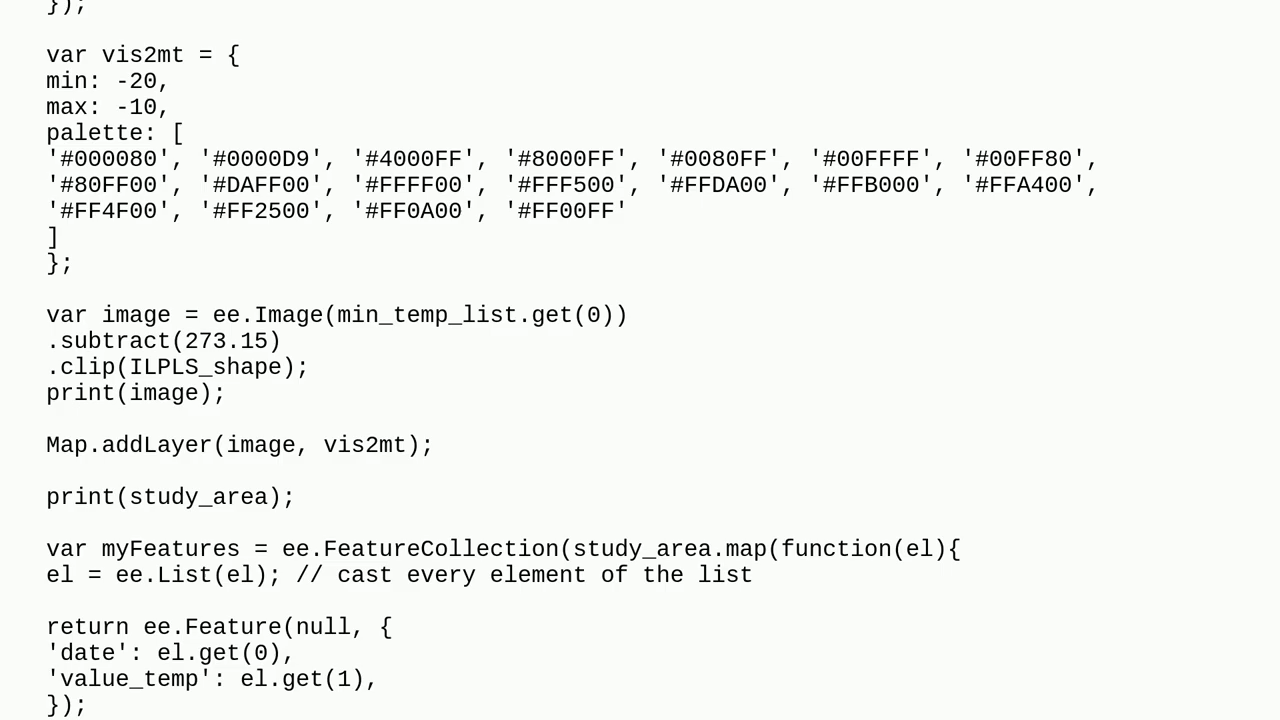 });
var vis2mt = {
min: -20,
max: -10,
palette: [
'#000080', '#0000D9', '#4000FF', '#8000FF', '#0080FF', '#00FFFF', '#00FF80',
'#80FF00', '#DAFF00', '#FFFF00', '#FFF500', '#FFDA00', '#FFB000', '#FFA400',
'#FF4F00', '#FF2500', '#FF0A00', '#FF00FF'
]
};
var image = ee.Image(min_temp_list.get(0))
.subtract(273.15)
.clip(ILPLS_shape);
print(image);
Map.addLayer(image, vis2mt);
print(study_area);
var myFeatures = ee.FeatureCollection(study_area.map(function(el){
el = ee.List(el); // cast every element of the list
return ee.Feature(null, {
'date': el.get(0),
'value_temp': el.get(1),
});